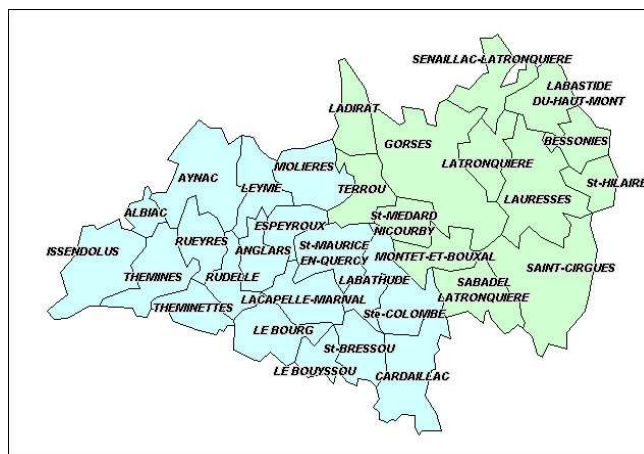 SENAILLAC-LATRONQUIERE
LABASTIDE
DU-HAUT-MONT
LADIRAT
GORSES
BESSONIES
MOLIERES
LATRONQUIERE
AYNAC
LEYME
TERROU
St-HILAIRE
LAURESSES
ALBIAC
St-MEDARD
NICOURBY
ESPEYROUX
ISSENDOLUS
RUEYRES
ANGLARS
St-MAURICE
EN-QUERCY
MONTET-ET-BOUXAL
SAINT-CIRGUES
THEMINES
RUDELLE
LABATHUDE
SABADEL
LATRONQUIERE
THEMINETTES
LACAPELLE-MARIVAL
Ste-COLOMBE
LE BOURG
St-BRESSOU
LE BOUYSSOU
CARDAILLAC